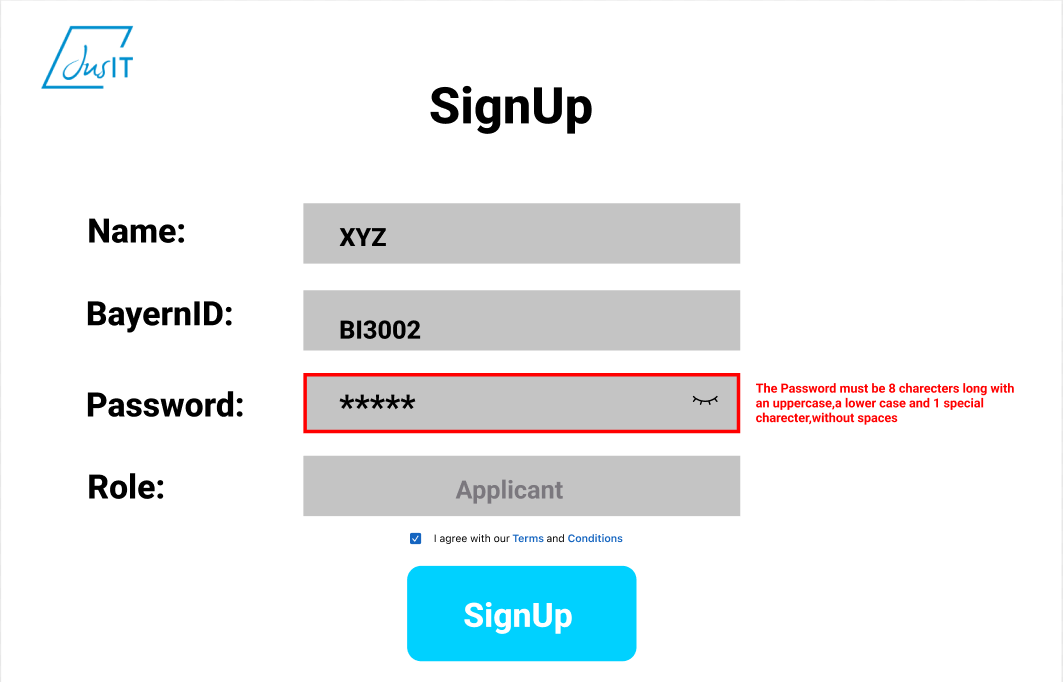 JusIT
SignUp
Name:
XYZ
BayernID:
BI3002
Password:
*****
The Password must be 8 charecters long with
an uppercase,a lower case and 1 special
charecter,without spaces
Role:
Applicant
I agree with our Terms and Conditions
SignUp